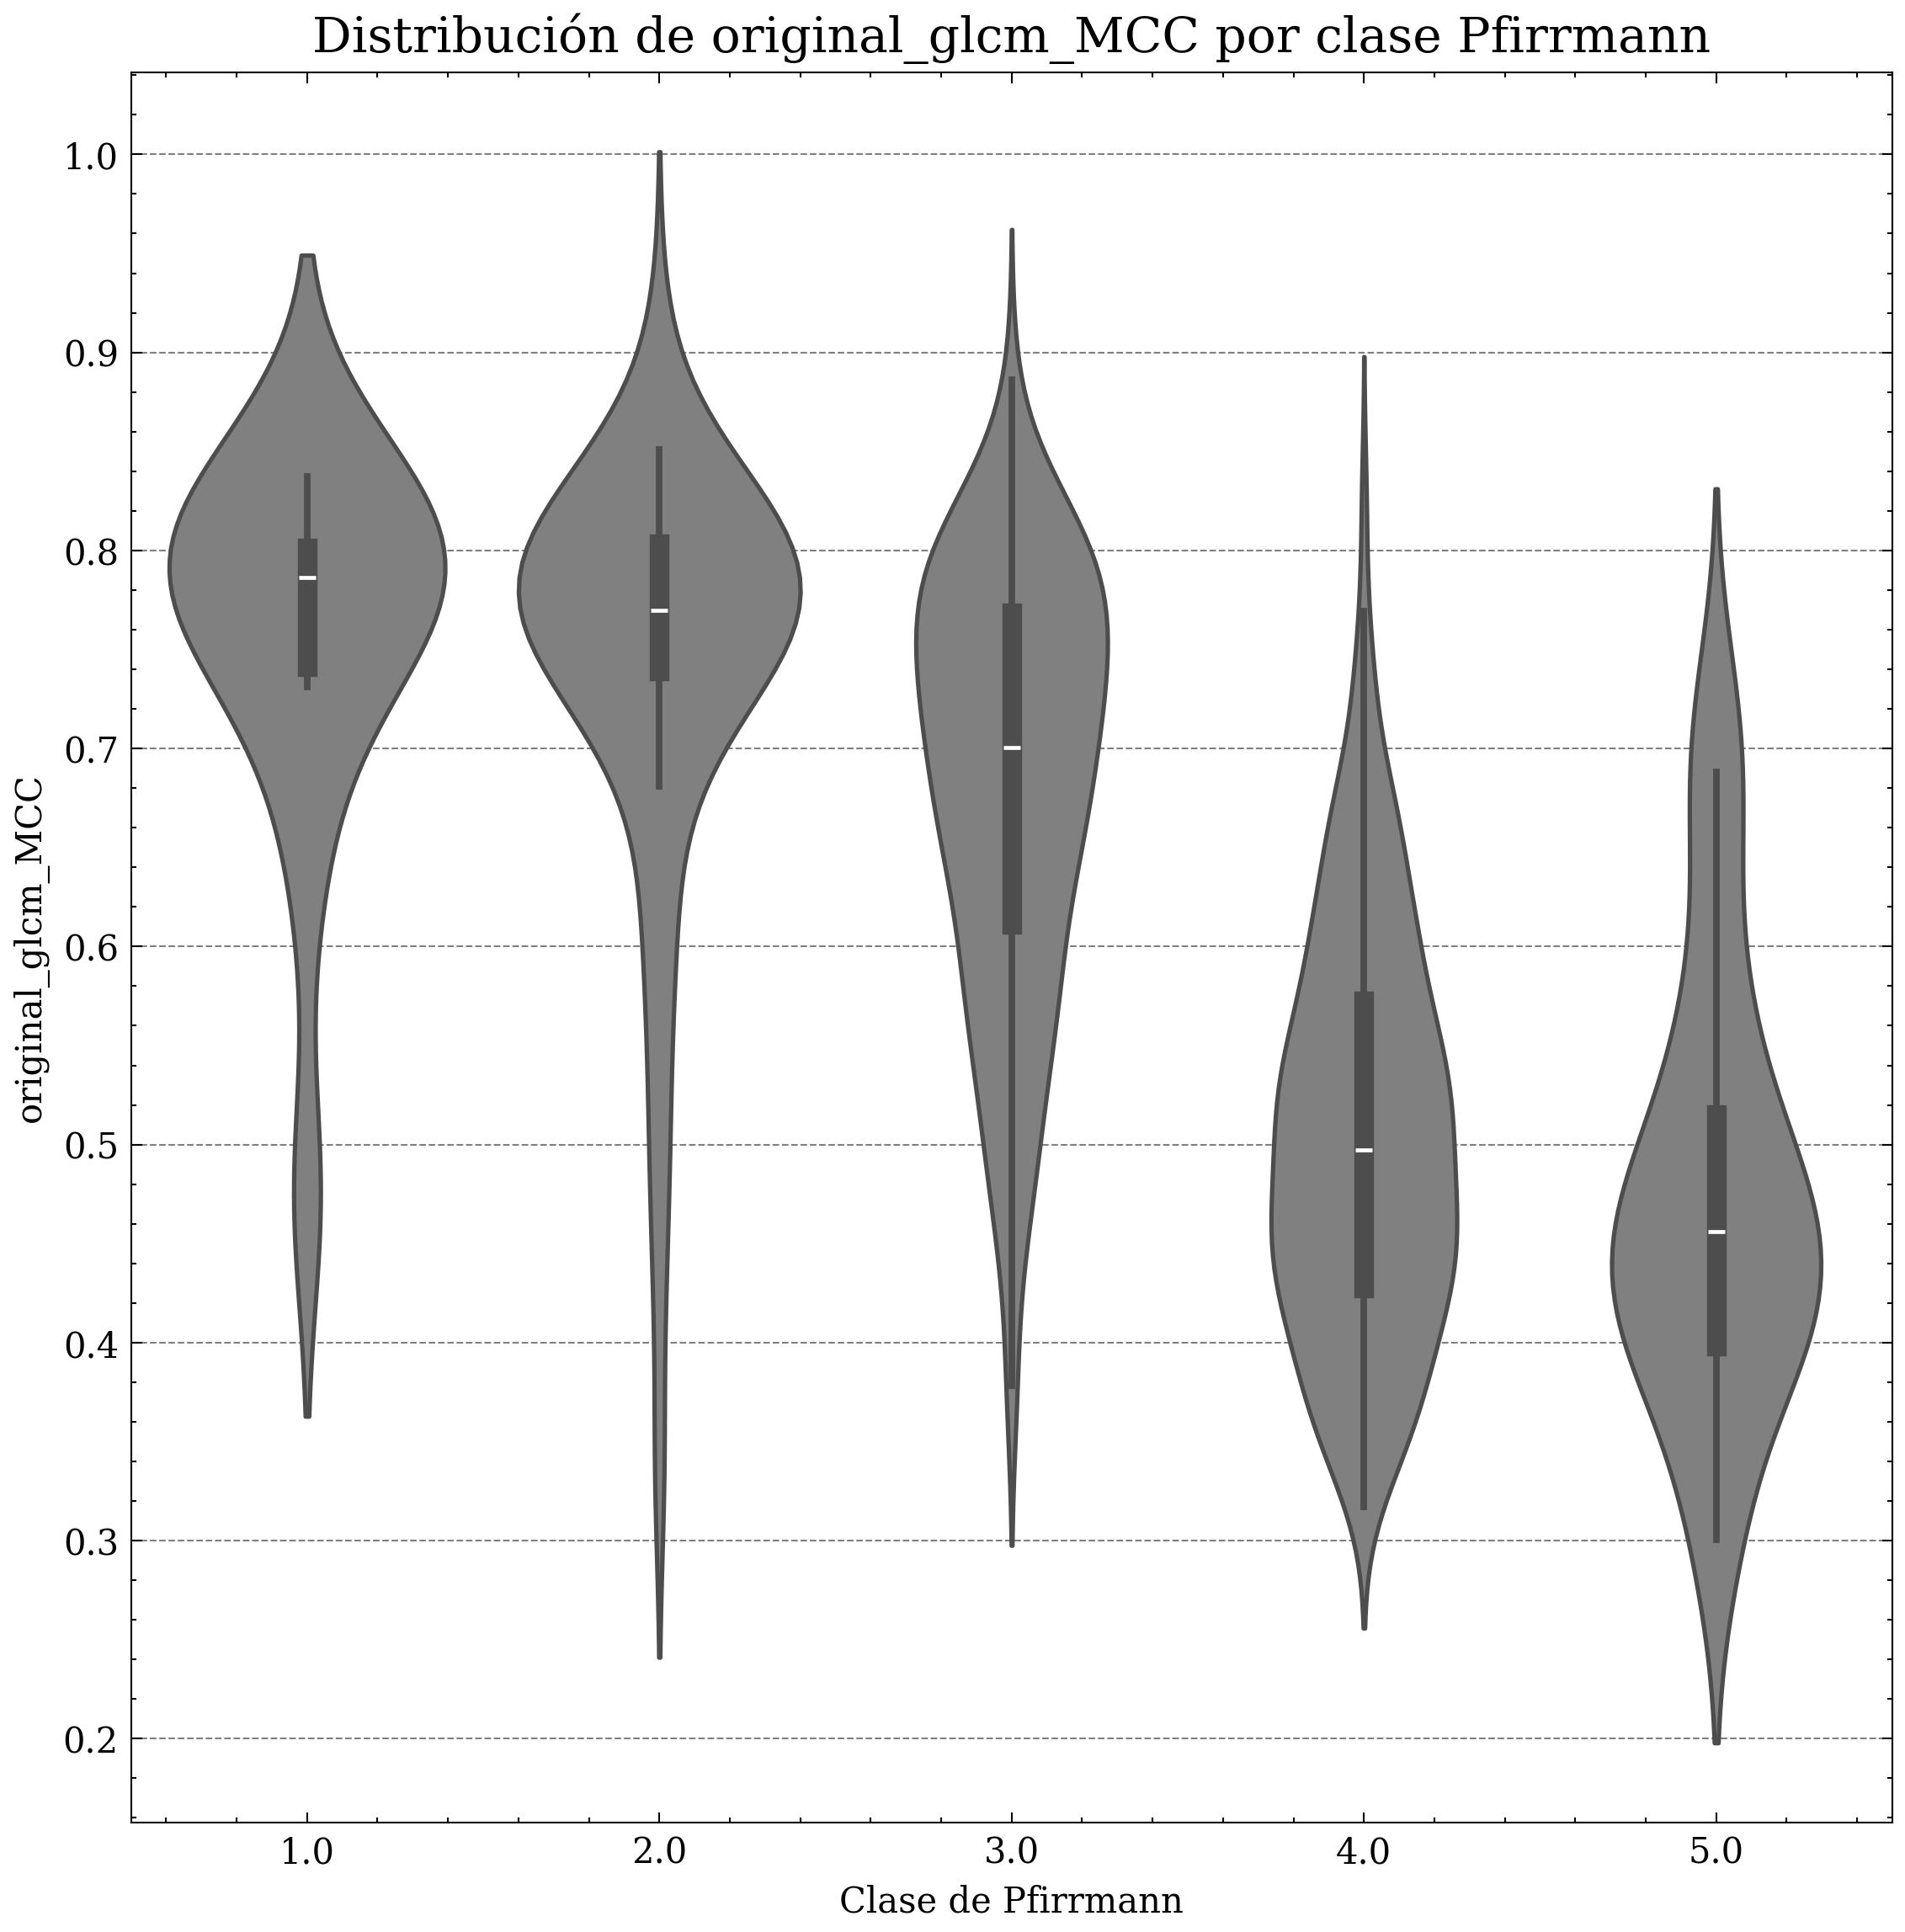 Distribución de original_glcm_MCC por clase Pfirrmann
original_glcm_MCC
1.0
0.9
0.8
0.7
0.6
0.5
0.4
0.3
0.2
1.0 2.0 3.0 4.0 5.0
Clase de Pfirrmann